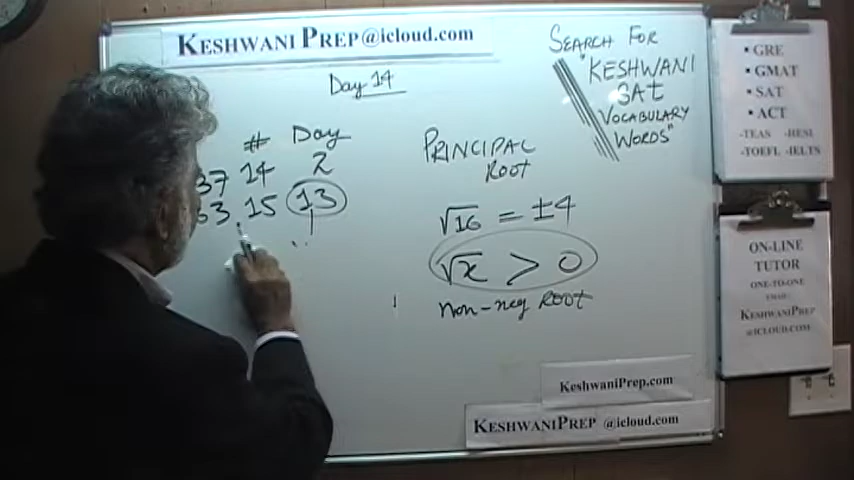 KESHWANI PREP@icloud.com
Day 14
# Day
37 14 2
63 15 13
PRINCIPAL
ROOT
√16 = ±4
√x > 0
non-neg ROOT
SEARCH FOR
"KESHWANI
SAT
VOCABULARY
WORDS"
▪ GRE
▪ GMAT
▪ SAT
▪ ACT
-TEAS -HESI
-TOEFL -IELTS
ON-LINE
TUTOR
ONE-TO-ONE
KESHWANIPREP
@ICLOUD.COM
KESHWANIPREP.COM
KESHWANIPREP @icloud.com